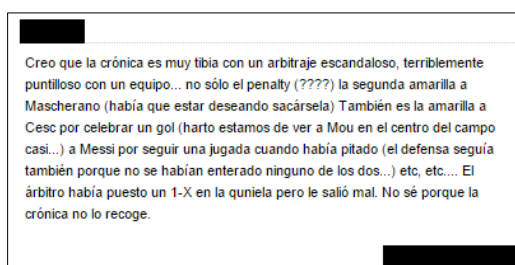 Creo que la crónica es muy tibia con un arbitraje escandaloso, terriblemente
puntilloso con un equipo... no sólo el penalty (????) la segunda amarilla a
Mascherano (había que estar deseando sacársela) También es la amarilla a
Cesc por celebrar un gol (harto estamos de ver a Mou en el centro del campo
casi...) a Messi por seguir una jugada cuando había pitado (el defensa seguía
también porque no se habían enterado ninguno de los dos...) etc, etc.... El
árbitro había puesto un 1-X en la quniela pero le salió mal. No sé porque la
crónica no lo recoge.